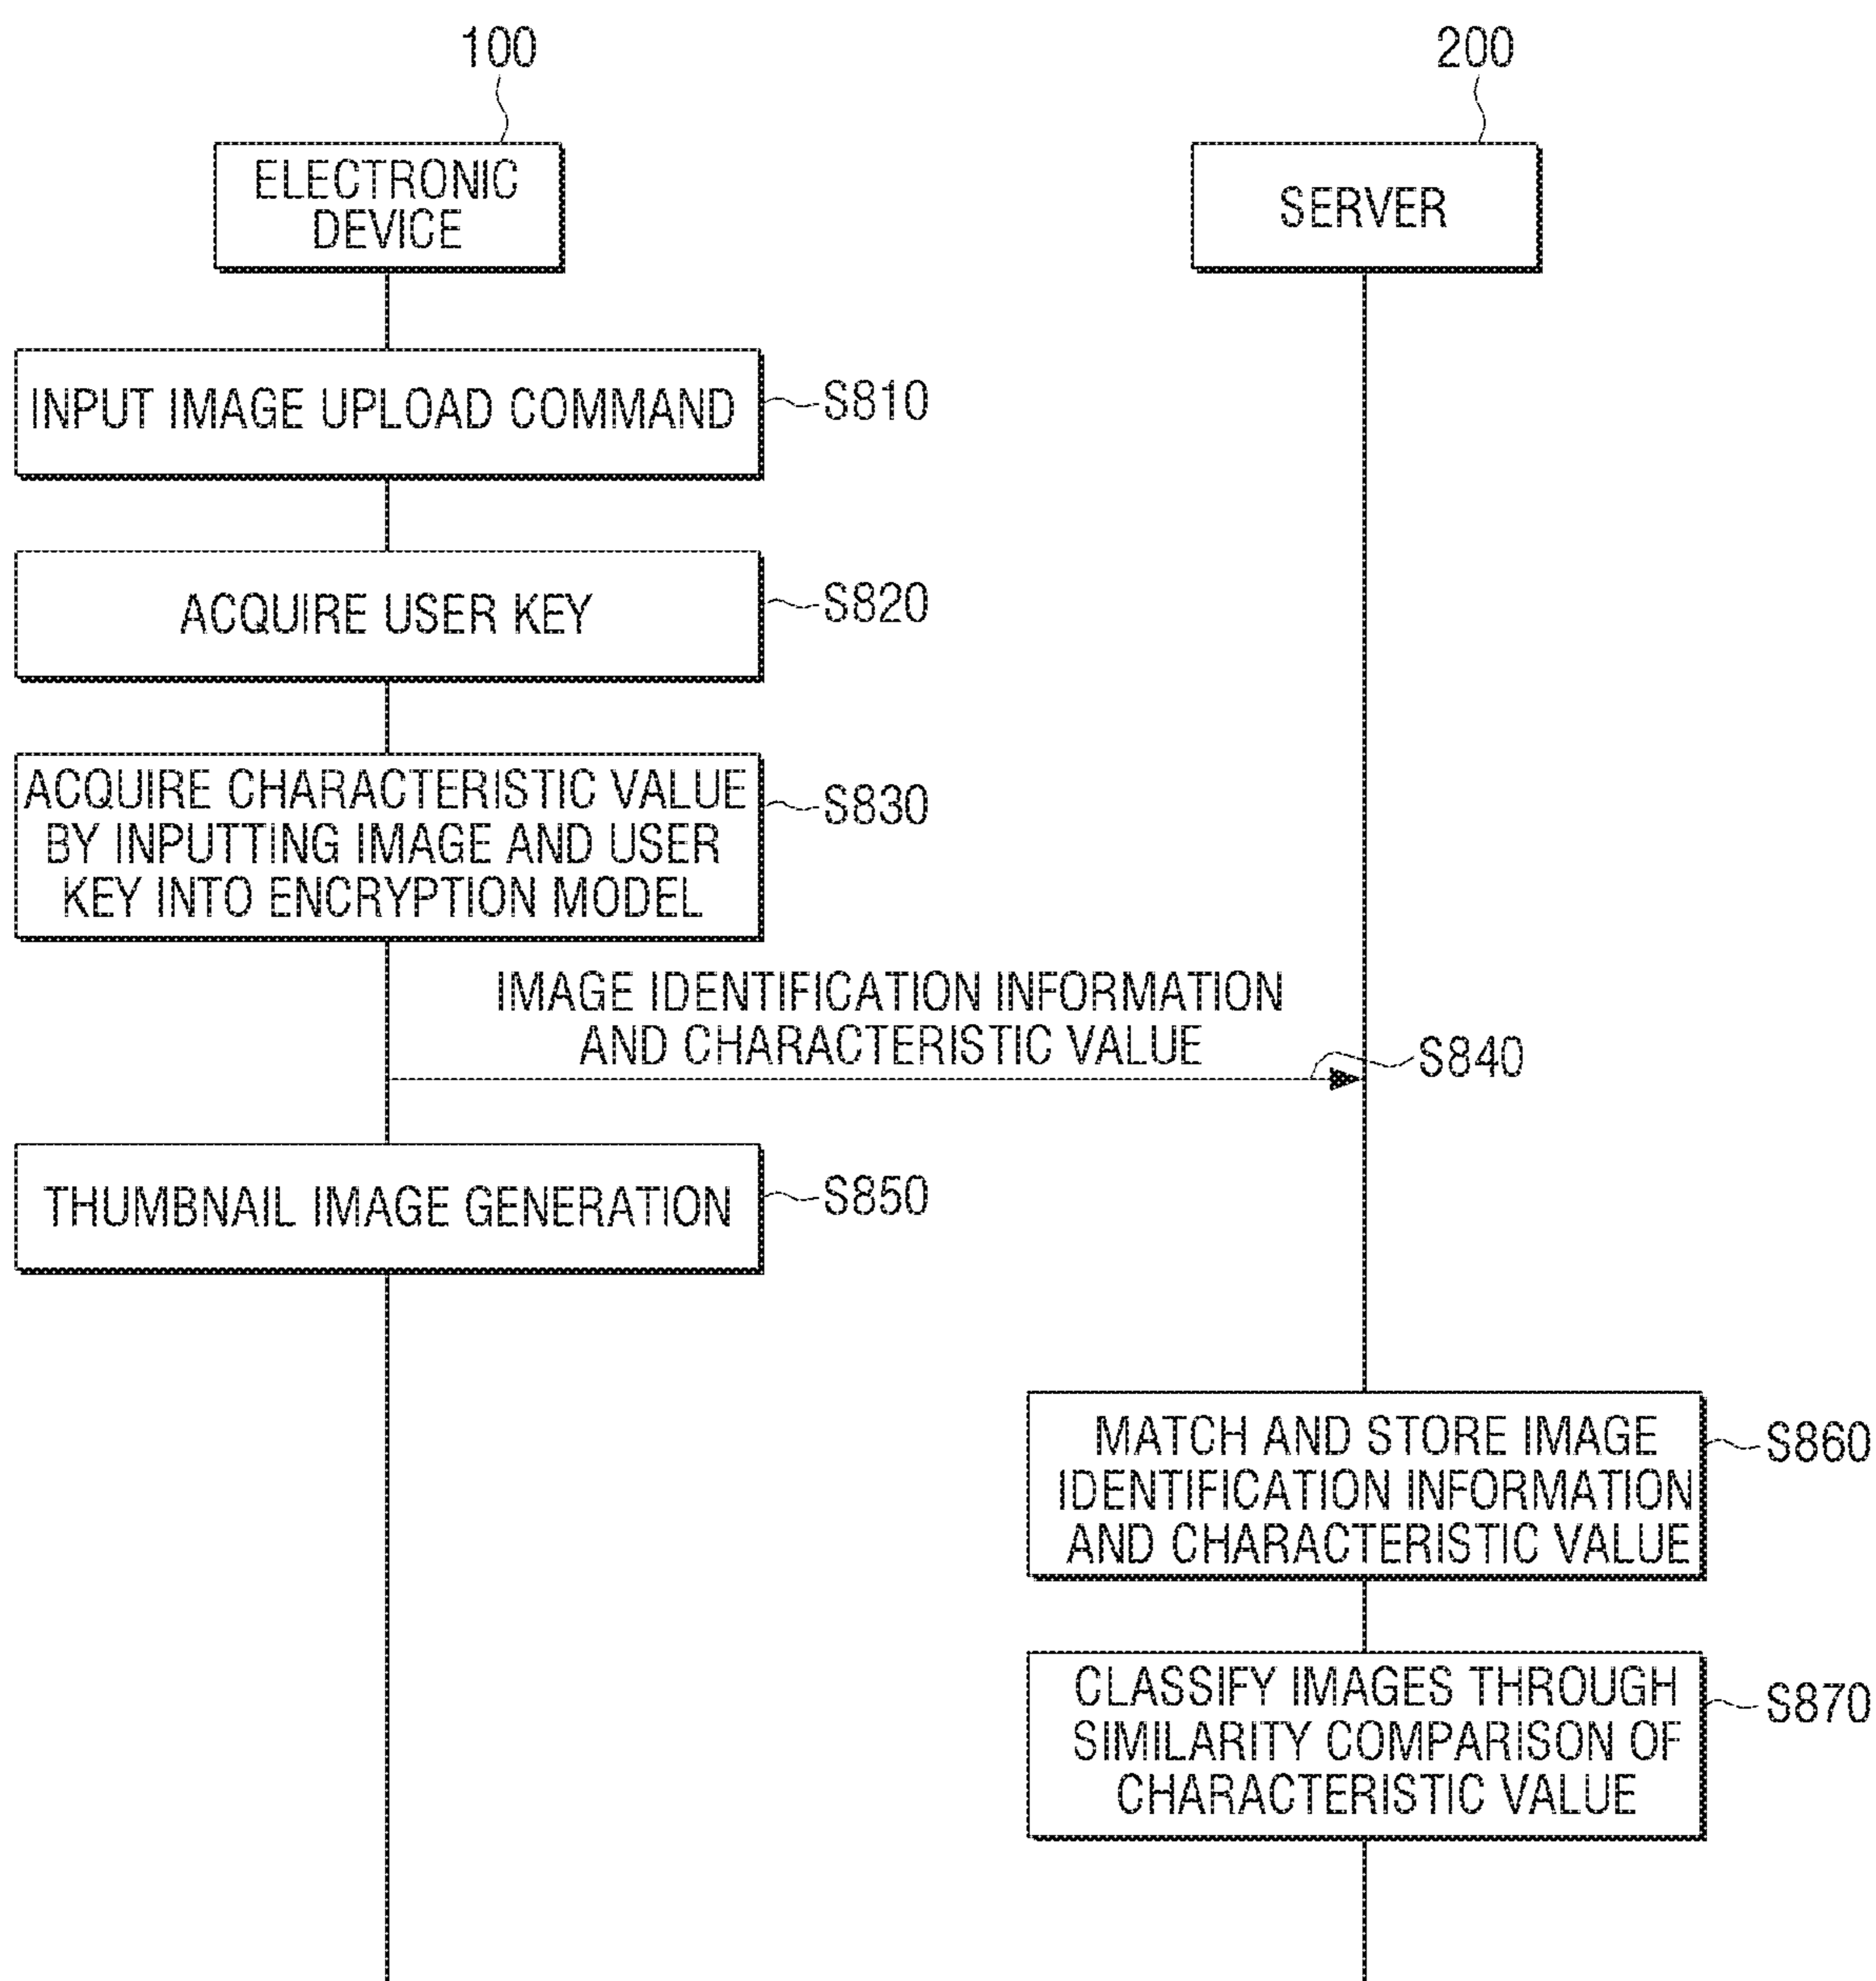 100
200
ELECTRONIC
DEVICE
SERVER
INPUT IMAGE UPLOAD COMMAND
S810
ACQUIRE USER KEY
S820
ACQUIRE CHARACTERISTIC VALUE
BY INPUTTING IMAGE AND USER
KEY INTO ENCRYPTION MODEL
S830
IMAGE IDENTIFICATION INFORMATION
AND CHARACTERISTIC VALUE
S840
THUMBNAIL IMAGE GENERATION
S850
MATCH AND STORE IMAGE
IDENTIFICATION INFORMATION
AND CHARACTERISTIC VALUE
S860
CLASSIFY IMAGES THROUGH
SIMILARITY COMPARISON OF
CHARACTERISTIC VALUE
S870